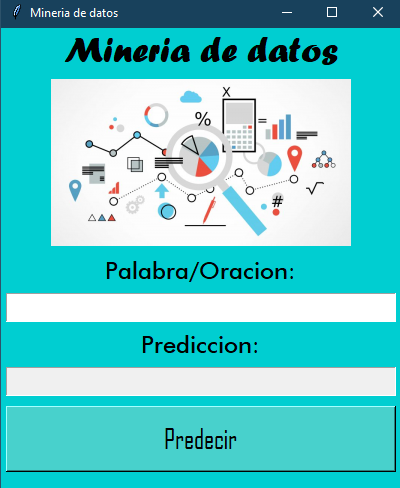 Mineria de datos
Mineria de datos
X
%
=
#
Palabra/Oracion:
Prediccion:
Predecir